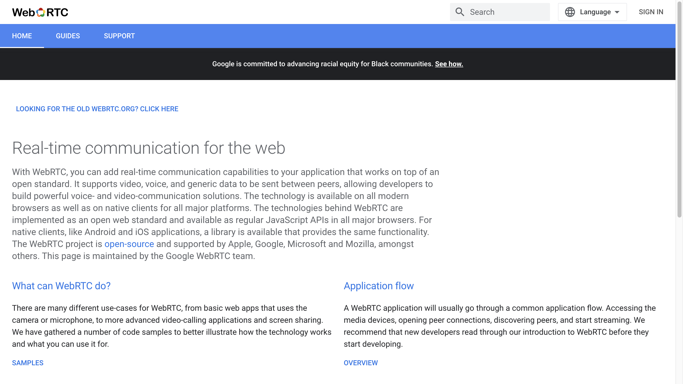 WebRTC
Search
Language
SIGN IN
HOME
GUIDES
SUPPORT
Google is committed to advancing racial equity for Black communities. See how.
LOOKING FOR THE OLD WEBRTC.ORG? CLICK HERE
Real-time communication for the web
With WebRTC, you can add real-time communication capabilities to your application that works on top of an
open standard. It supports video, voice, and generic data to be sent between peers, allowing developers to
build powerful voice- and video-communication solutions. The technology is available on all modern
browsers as well as on native clients for all major platforms. The technologies behind WebRTC are
implemented as an open web standard and available as regular JavaScript APIs in all major browsers. For
native clients, like Android and iOS applications, a library is available that provides the same functionality.
The WebRTC project is open-source and supported by Apple, Google, Microsoft and Mozilla, amongst
others. This page is maintained by the Google WebRTC team.
What can WebRTC do?
There are many different use-cases for WebRTC, from basic web apps that uses the
camera or microphone, to more advanced video-calling applications and screen sharing.
We have gathered a number of code samples to better illustrate how the technology works
and what you can use it for.
SAMPLES
Application flow
A WebRTC application will usually go through a common application flow. Accessing the
media devices, opening peer connections, discovering peers, and start streaming. We
recommend that new developers read through our introduction to WebRTC before they
start developing.
OVERVIEW